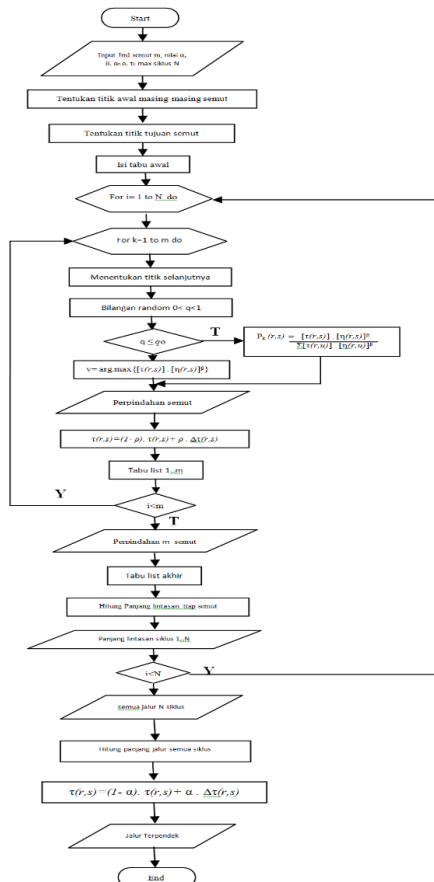 Start
Input Jml semut m, nilai α,
β, q₀, ρ, τ₀ max siklus N
Tentukan titik awal masing masing semut
Tentukan titik tujuan semut
Isi tabu awal
For i= 1 to N do
For k=1 to m do
Menentukan titik selanjutnya
Bilangan random 0< q<1
q ≤ qo
T
Pₖ (r,s) = [τ(r,s)] . [η(r,s)]ᵝ
Σ[τ(r,u)] [η(r,u)]ᵝ
v= arg.max {[τ(r,s)] . [η(r,s)]ᵝ}
Perpindahan semut
τ(r,s)=(1- ρ). τ(r,s)+ ρ . Δτ(r,s)
Tabu list 1..m
Y
i<m
T
Perpindahan m semut
Tabu list akhir
Hitung Panjang lintasan tiap semut
Panjang lintasan siklus 1..N
i<N
Y
semua Jalur N siklus
Hitung panjang jalur semua siklus
τ(r,s)=(1- α). τ(r,s)+ α . Δτ(r,s)
Jalur Terpendek
End